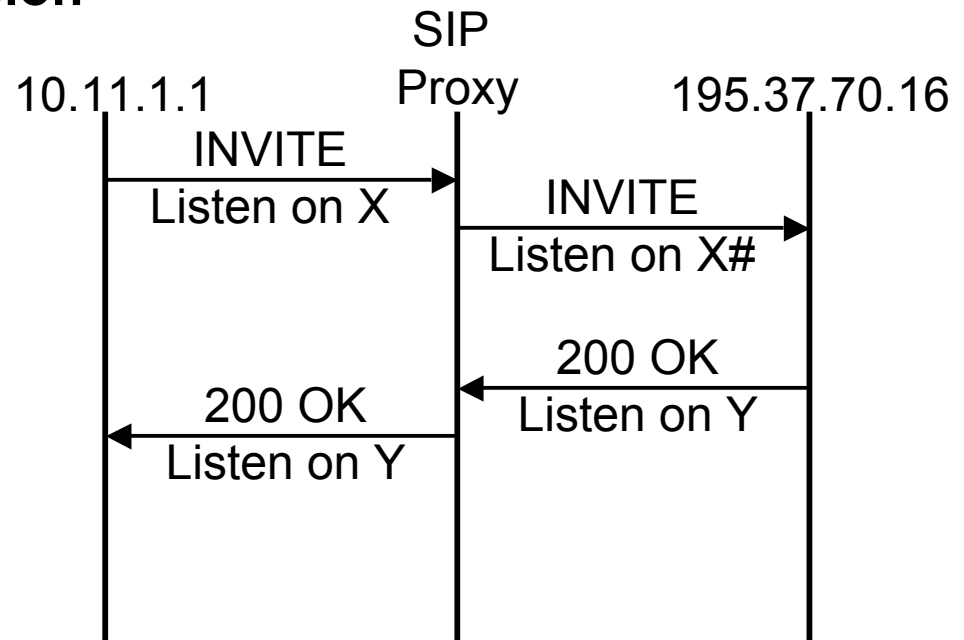 SIP
Proxy
10.11.1.1
195.37.70.16
INVITE
Listen on X
INVITE
Listen on X#
200 OK
Listen on Y
200 OK
Listen on Y